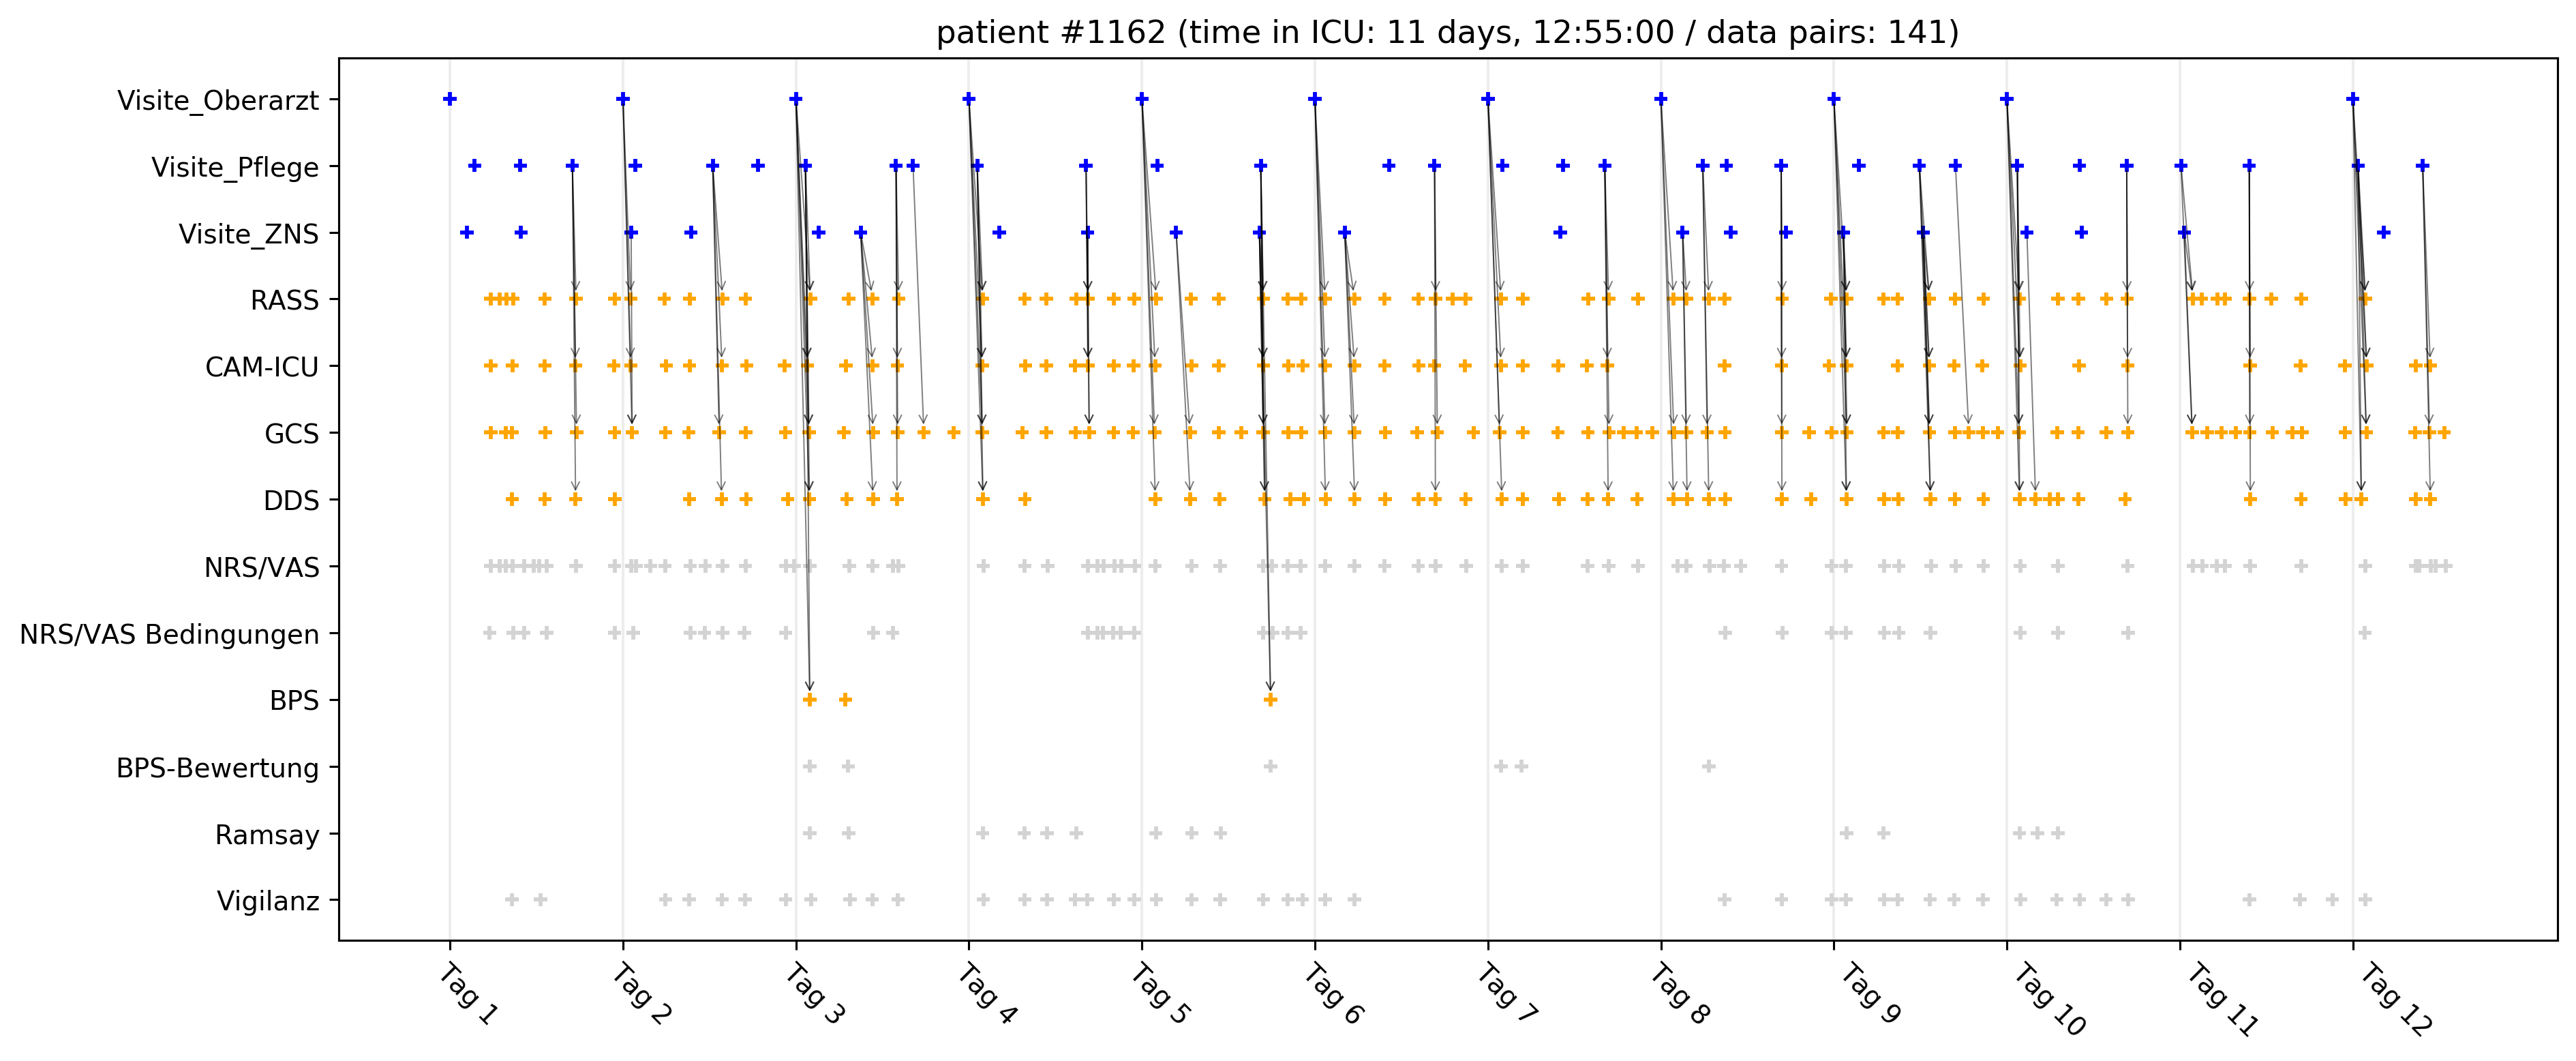 patient #1162 (time in ICU: 11 days, 12:55:00 / data pairs: 141)
Visite_Oberarzt
Visite_Pflege
Visite_ZNS
RASS
CAM-ICU
GCS
DDS
NRS/VAS
NRS/VAS Bedingungen
BPS
BPS-Bewertung
Ramsay
Vigilanz
Tag 1
Tag 2
Tag 3
Tag 4
Tag 5
Tag 6
Tag 7
Tag 8
Tag 9
Tag 10
Tag 11
Tag 12